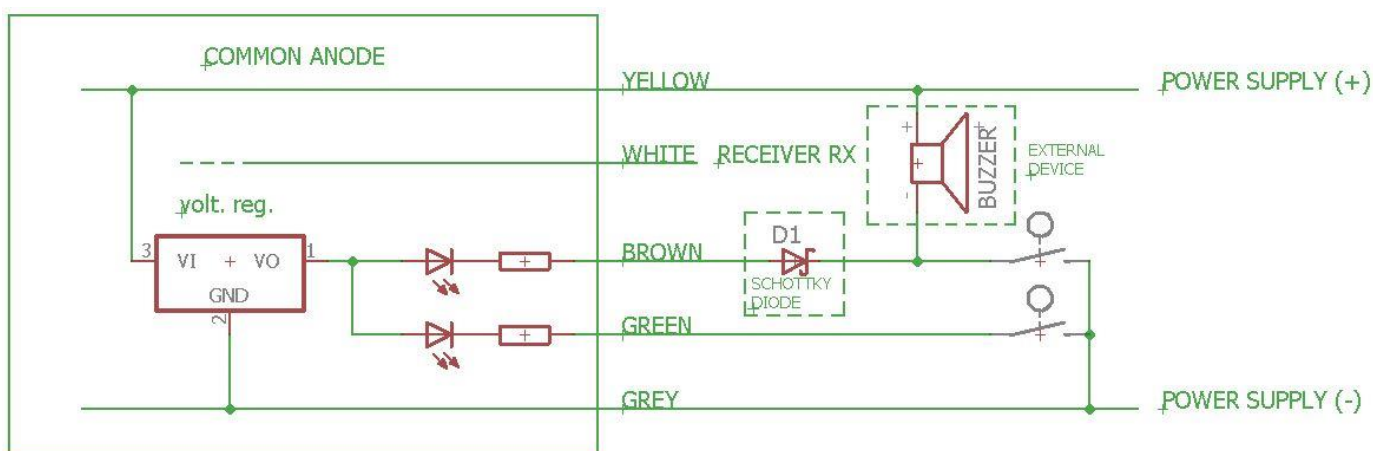 COMMON ANODE
YELLOW
POWER SUPPLY (+)
WHITE
RECEIVER RX
BUZZER
EXTERNAL
DEVICE
volt. reg.
3
VI
VO
1
GND
2
BROWN
D1
SCHOTTKY
DIODE
GREEN
GREY
POWER SUPPLY (-)